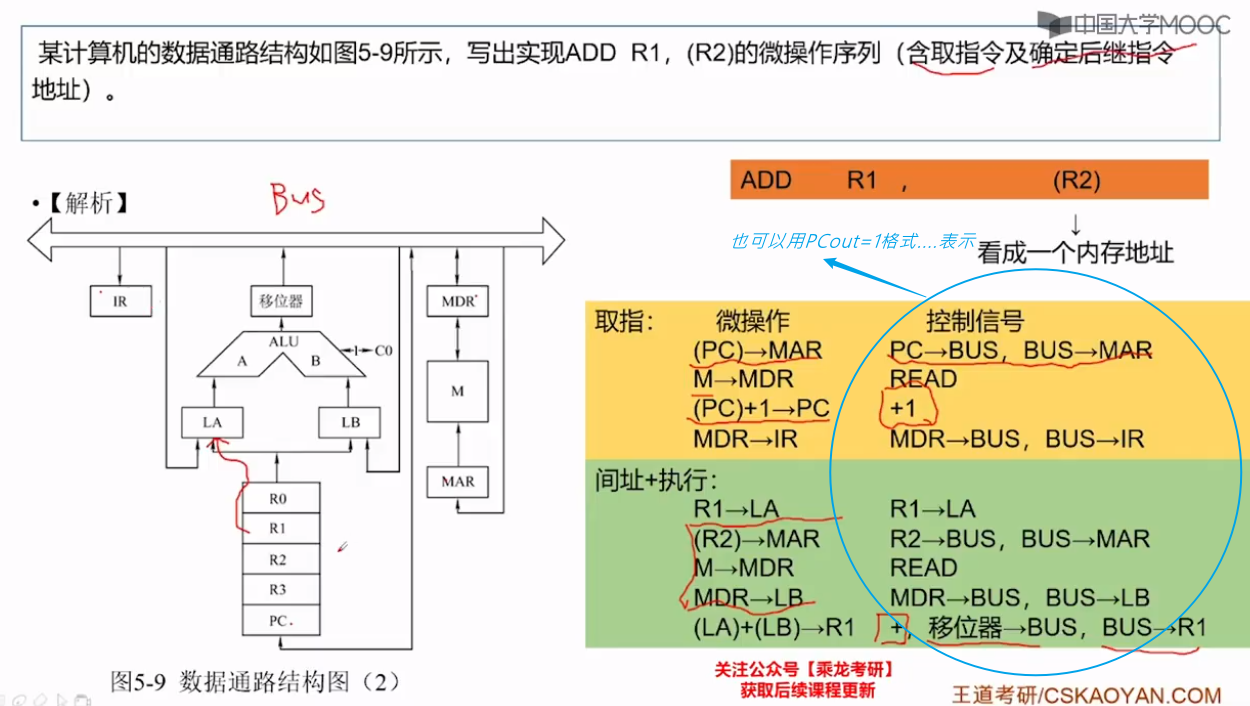 中国大学MOOC
某计算机的数据通路结构如图5-9所示，写出实现ADD R1，(R2)的微操作序列（含取指令及确定后继指令
地址）。
•【解析】
Bus
IR
移位器
ALU
A
B
1
C0
LA
LB
R0
R1
R2
R3
PC
MDR
M
MAR
图5-9 数据通路结构图（2）
ADD R1 ， (R2)
↓
看成一个内存地址
也可以用PCout=1格式....表示
取指： 微操作 控制信号
(PC)→MAR PC→BUS，BUS→MAR
M→MDR READ
(PC)+1→PC +1
MDR→IR MDR→BUS，BUS→IR
间址+执行：
R1→LA R1→LA
(R2)→MAR R2→BUS，BUS→MAR
M→MDR READ
MDR→LB MDR→BUS，BUS→LB
(LA)+(LB)→R1 +，移位器→BUS，BUS→R1
关注公众号【乘龙考研】
获取后续课程更新
王道考研/CSKAOYAN.COM